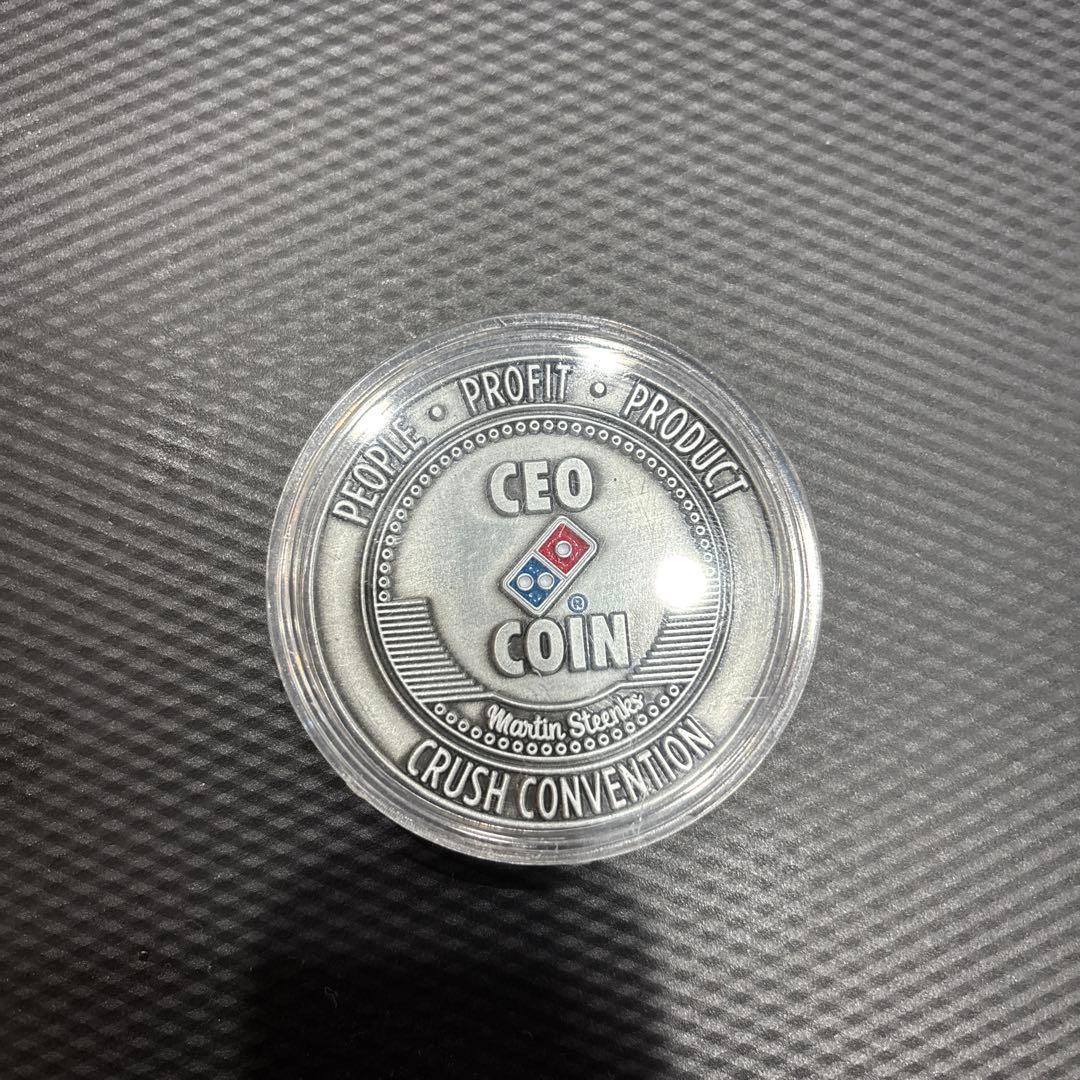 PEOPLE • PROFIT • PRODUCT
CEO
®
COIN
Martin Steenks
CRUSH CONVENTION